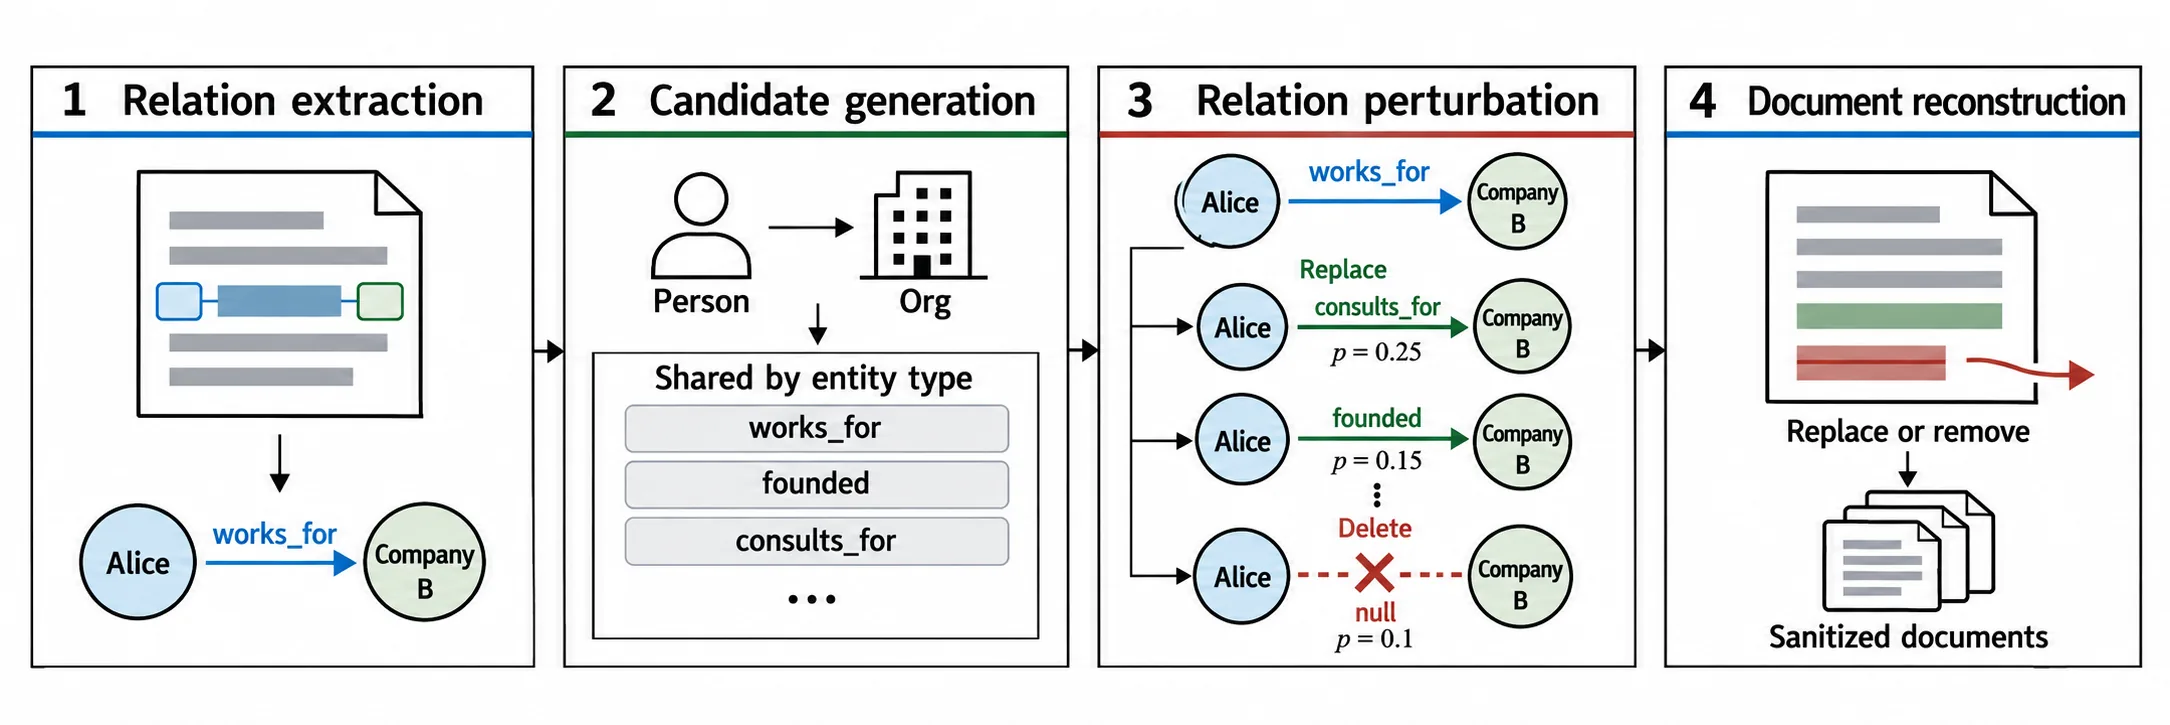 1 Relation extraction
Alice
works_for
Company
B
2 Candidate generation
Person
Org
Shared by entity type
works_for
founded
consults_for
...
3 Relation perturbation
Alice
works_for
Company
B
Replace
Alice
consults_for
Company
B
p = 0.25
Alice
founded
Company
B
p = 0.15
Delete
Alice
null
Company
B
p = 0.1
4 Document reconstruction
Replace or remove
Sanitized documents